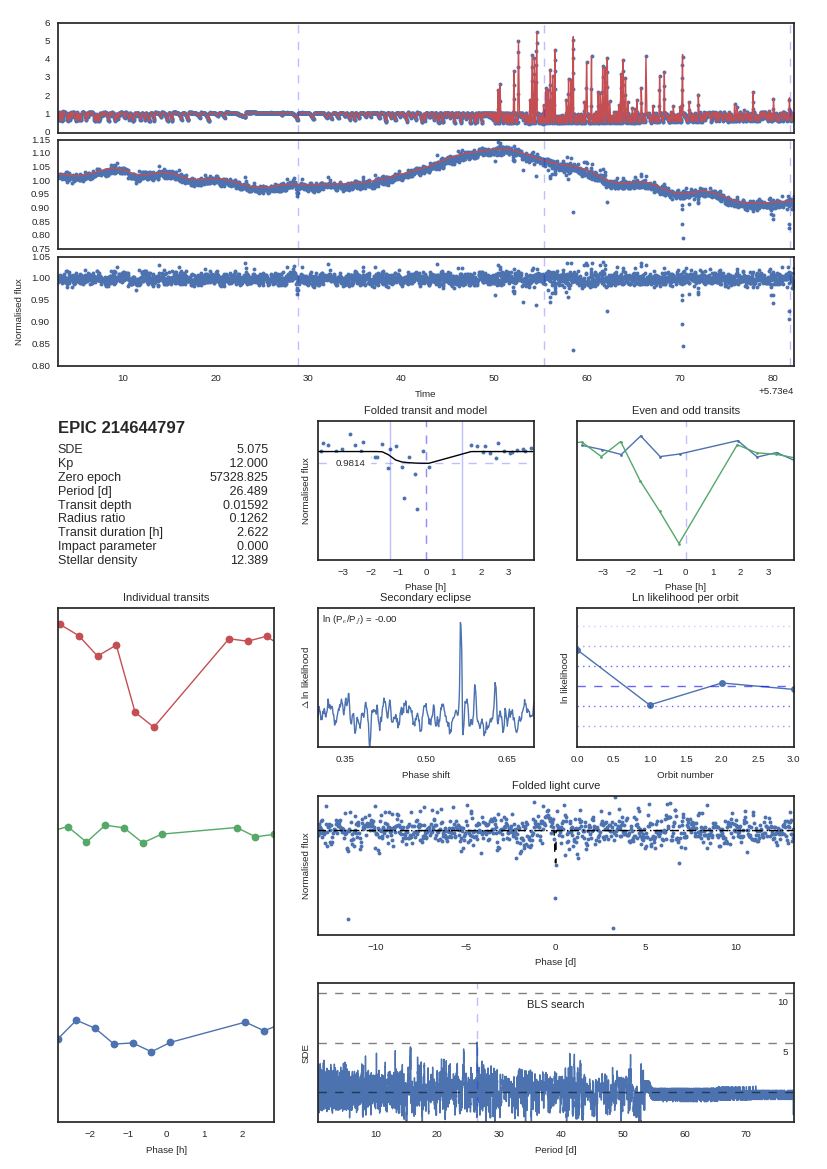 6
5
4
3
2
1
0
1.15
1.10
1.05
1.00
0.95
0.90
0.85
0.80
0.75
1.05
1.00
0.95
0.90
0.85
0.80
Normalised flux
10 20 30 40 50 60 70 80
Time
+5.73e4
EPIC 214644797
SDE 5.075
Kp 12.000
Zero epoch 57328.825
Period [d] 26.489
Transit depth 0.01592
Radius ratio 0.1262
Transit duration [h] 2.622
Impact parameter 0.000
Stellar density 12.389
Folded transit and model
Normalised flux
0.9814
−3 −2 −1 0 1 2 3
Phase [h]
Even and odd transits
−3 −2 −1 0 1 2 3
Phase [h]
Individual transits
−2 −1 0 1 2
Phase [h]
Secondary eclipse
ln (Pₑ/P_f) = -0.00
Δ ln likelihood
0.35 0.50 0.65
Phase shift
Ln likelihood per orbit
ln likelihood
0.0 0.5 1.0 1.5 2.0 2.5 3.0
Orbit number
Folded light curve
Normalised flux
−10 −5 0 5 10
Phase [d]
BLS search
10
5
SDE
10 20 30 40 50 60 70
Period [d]